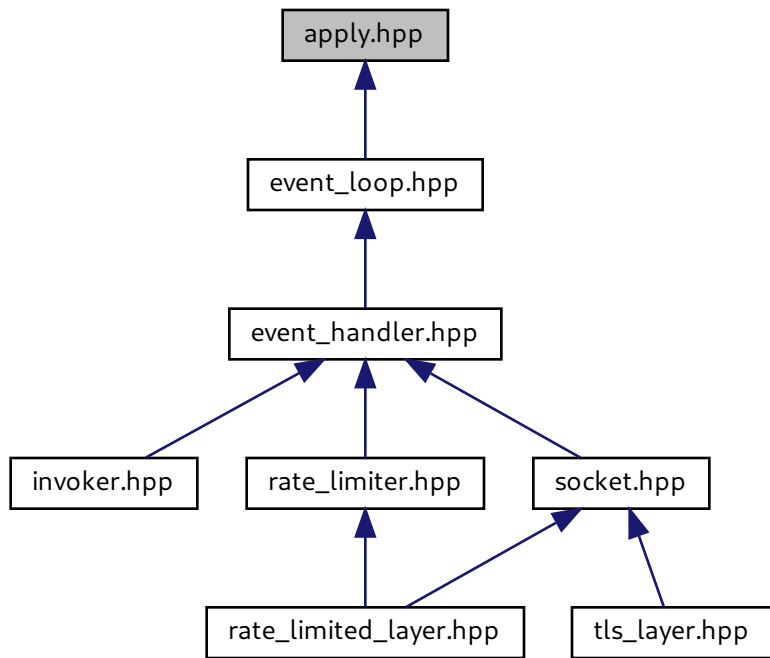 apply.hpp
event_loop.hpp
event_handler.hpp
invoker.hpp
rate_limiter.hpp
socket.hpp
rate_limited_layer.hpp
tls_layer.hpp